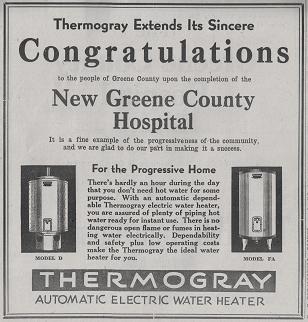 Thermogray Extends Its Sincere
Congratulations
to the people of Greene County upon the completion of the
New Greene County
Hospital
It is a fine example of the progressiveness of the community,
and we are glad to do our part in making it a success.
For the Progressive Home
There's hardly an hour during the day
that you don't need hot water for some
purpose. With an automatic depend-
able Thermogray electric water heater,
you are assured of plenty of piping hot
water ready for instant use. There is no
dangerous open flame or fumes in heat-
ing water electrically. Dependability
and safety plus low operating costs
make the Thermogray the ideal water
heater for you.
MODEL D
MODEL FA
THERMOGRAY
AUTOMATIC ELECTRIC WATER HEATER